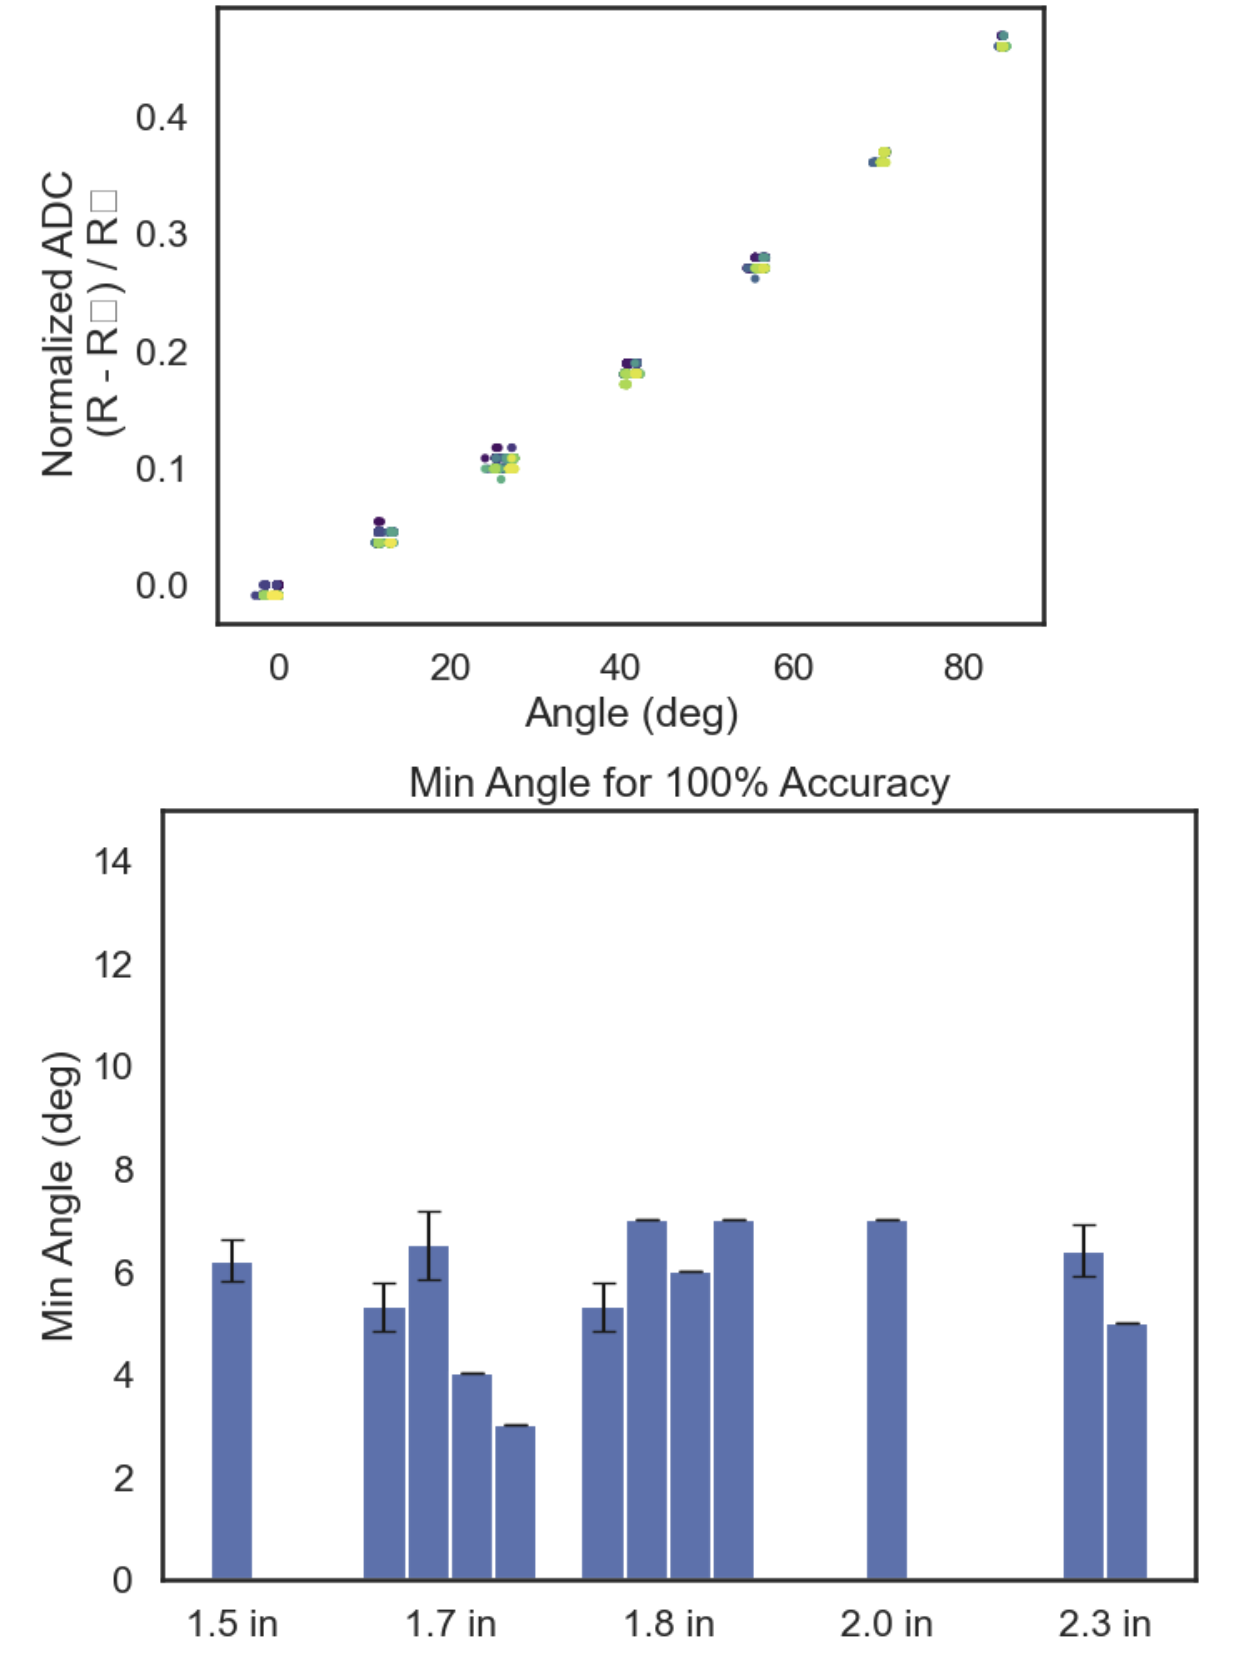 Normalized ADC
(R - R□) / R□
0.4
0.3
0.2
0.1
0.0
0 20 40 60 80
Angle (deg)
Min Angle for 100% Accuracy
Min Angle (deg)
14
12
10
8
6
4
2
0
1.5 in 1.7 in 1.8 in 2.0 in 2.3 in